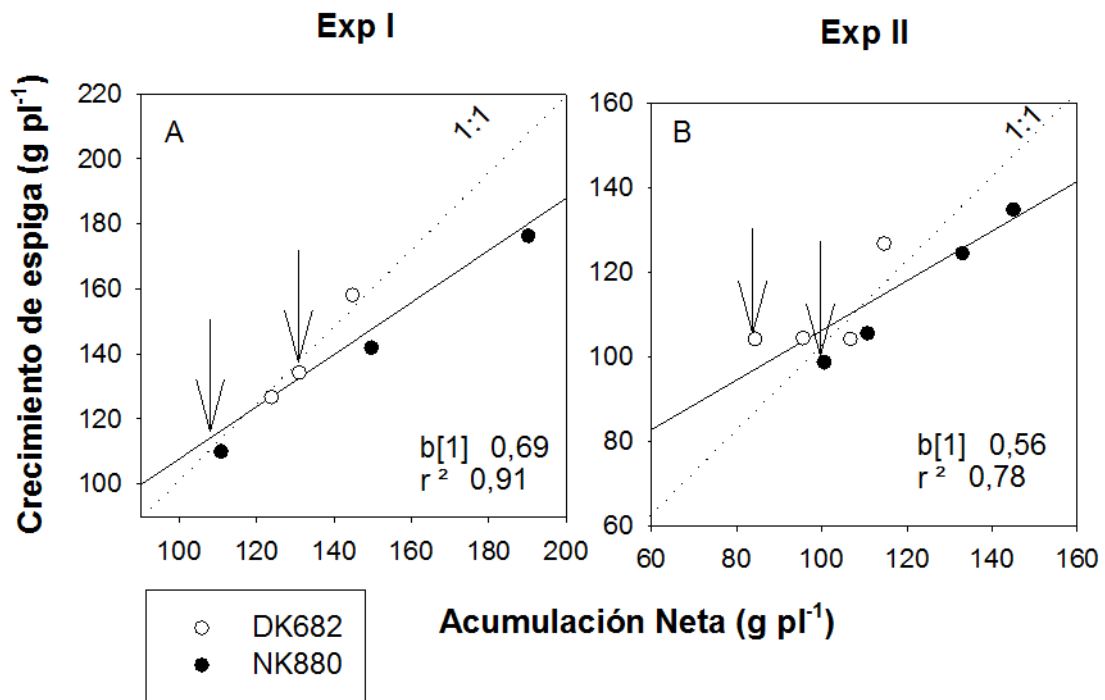 Exp I
Exp II
Crecimiento de espiga (g pl⁻¹)
220
200
180
160
140
120
100
A
1:1
b[1] 0,69
r ² 0,91
100 120 140 160 180 200
160
140
120
100
80
60
B
1:1
b[1] 0,56
r ² 0,78
60 80 100 120 140 160
Acumulación Neta (g pl⁻¹)
DK682
NK880